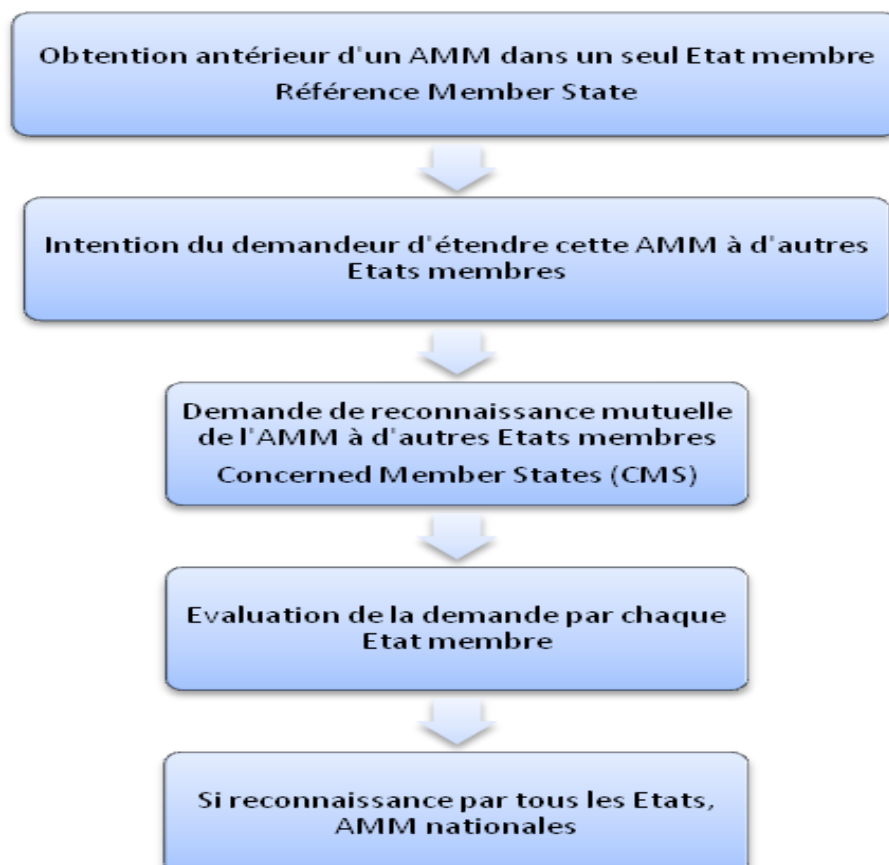 Obtention antérieur d'un AMM dans un seul Etat membre
Référence Member State
Intention du demandeur d'étendre cette AMM à d'autres
Etats membres
Demande de reconnaissance mutuelle
de l'AMM à d'autres Etats membres
Concerned Member States (CMS)
Evaluation de la demande par chaque
Etat membre
Si reconnaissance par tous les Etats,
AMM nationales